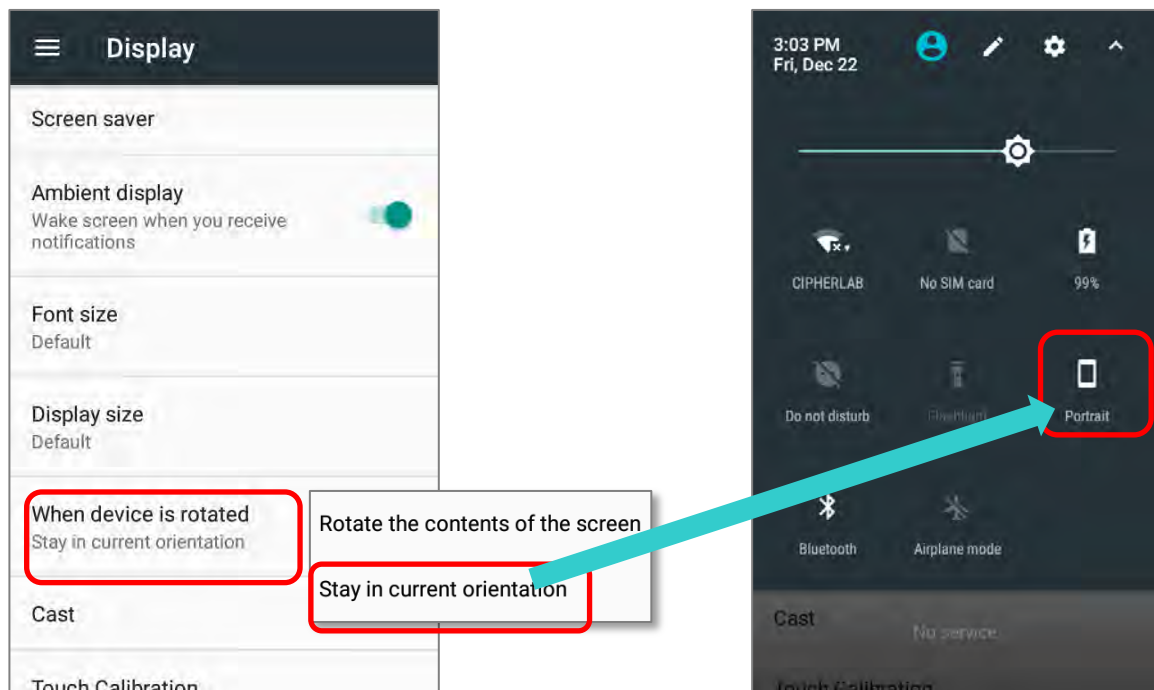 Display
Screen saver
Ambient display
Wake screen when you receive
notifications
Font size
Default
Display size
Default
When device is rotated
Stay in current orientation
Cast
Touch Calibration
Rotate the contents of the screen
Stay in current orientation
3:03 PM
Fri, Dec 22
CIPHERLAB
No SIM card
99%
Do not disturb
Flashlight
Portrait
Bluetooth
Airplane mode
Cast
No service
Touch Calibration